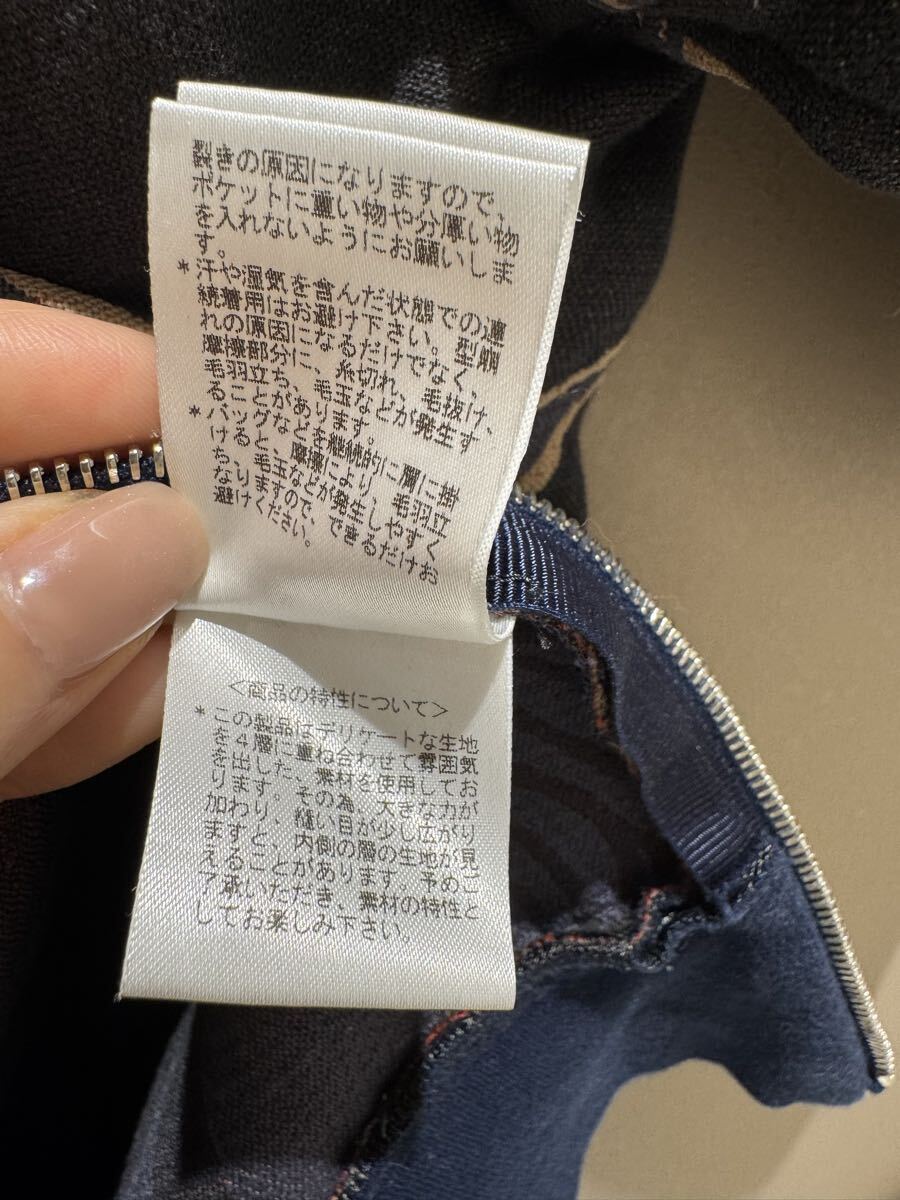 裂きの原因になりますので、
ポケットに重い物や分厚い物
を入れないようにお願いしま
す。
*汗や湿気を含んだ状態での連
続着用はお避け下さい。型崩
れの原因になるだけでなく、
摩擦部分に、糸切れ、毛抜け、
毛羽立ち、毛玉などが発生す
ることがあります。
*バッグなどを継続的に肩に掛
けると、摩擦により、毛羽立
ち、毛玉などが発生しやすく
なりますので、できるだけお
避けください。
<商品の特性について>
*この製品はデリケートな生地
を4層に重ね合わせて雰囲気
を出した、素材を使用してお
ります。その為、大きな力が
加わり、縫い目が少し広がり
ますと、内側の層の生地が見
えることがあります。予めご
了承いただき、素材の特性と
してお楽しみ下さい。